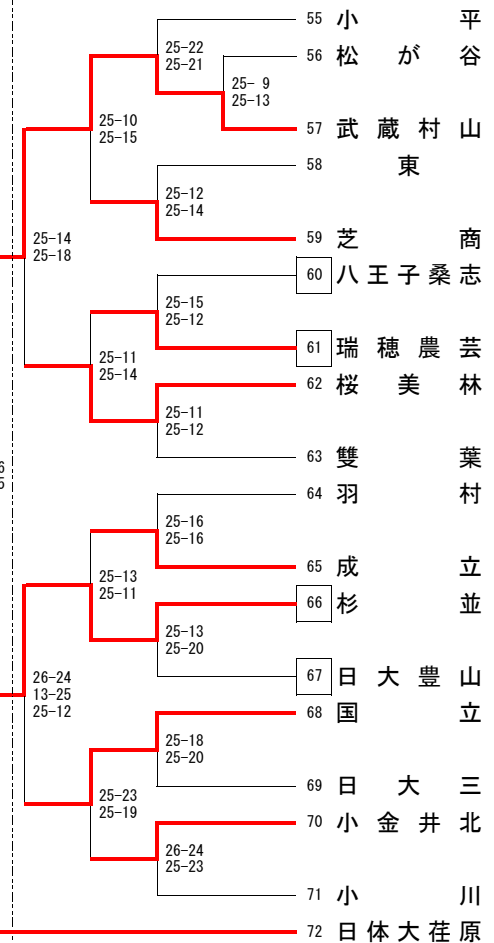 55 小平
25-22
25-21
56 松が谷
25- 9
25-13
57 武蔵村山
25-10
25-15
58 東
25-12
25-14
59 芝商
25-14
25-18
60 八王子桑志
25-15
25-12
61 瑞穂農芸
25-11
25-14
62 桜美林
25-11
25-12
63 雙葉
64 羽村
25-16
25-16
65 成立
25-13
25-11
66 杉並
25-13
25-20
67 日大豊山
26-24
13-25
25-12
68 国立
25-18
25-20
69 日大三
25-23
25-19
70 小金井北
26-24
25-23
71 小川
72 日体大荏原